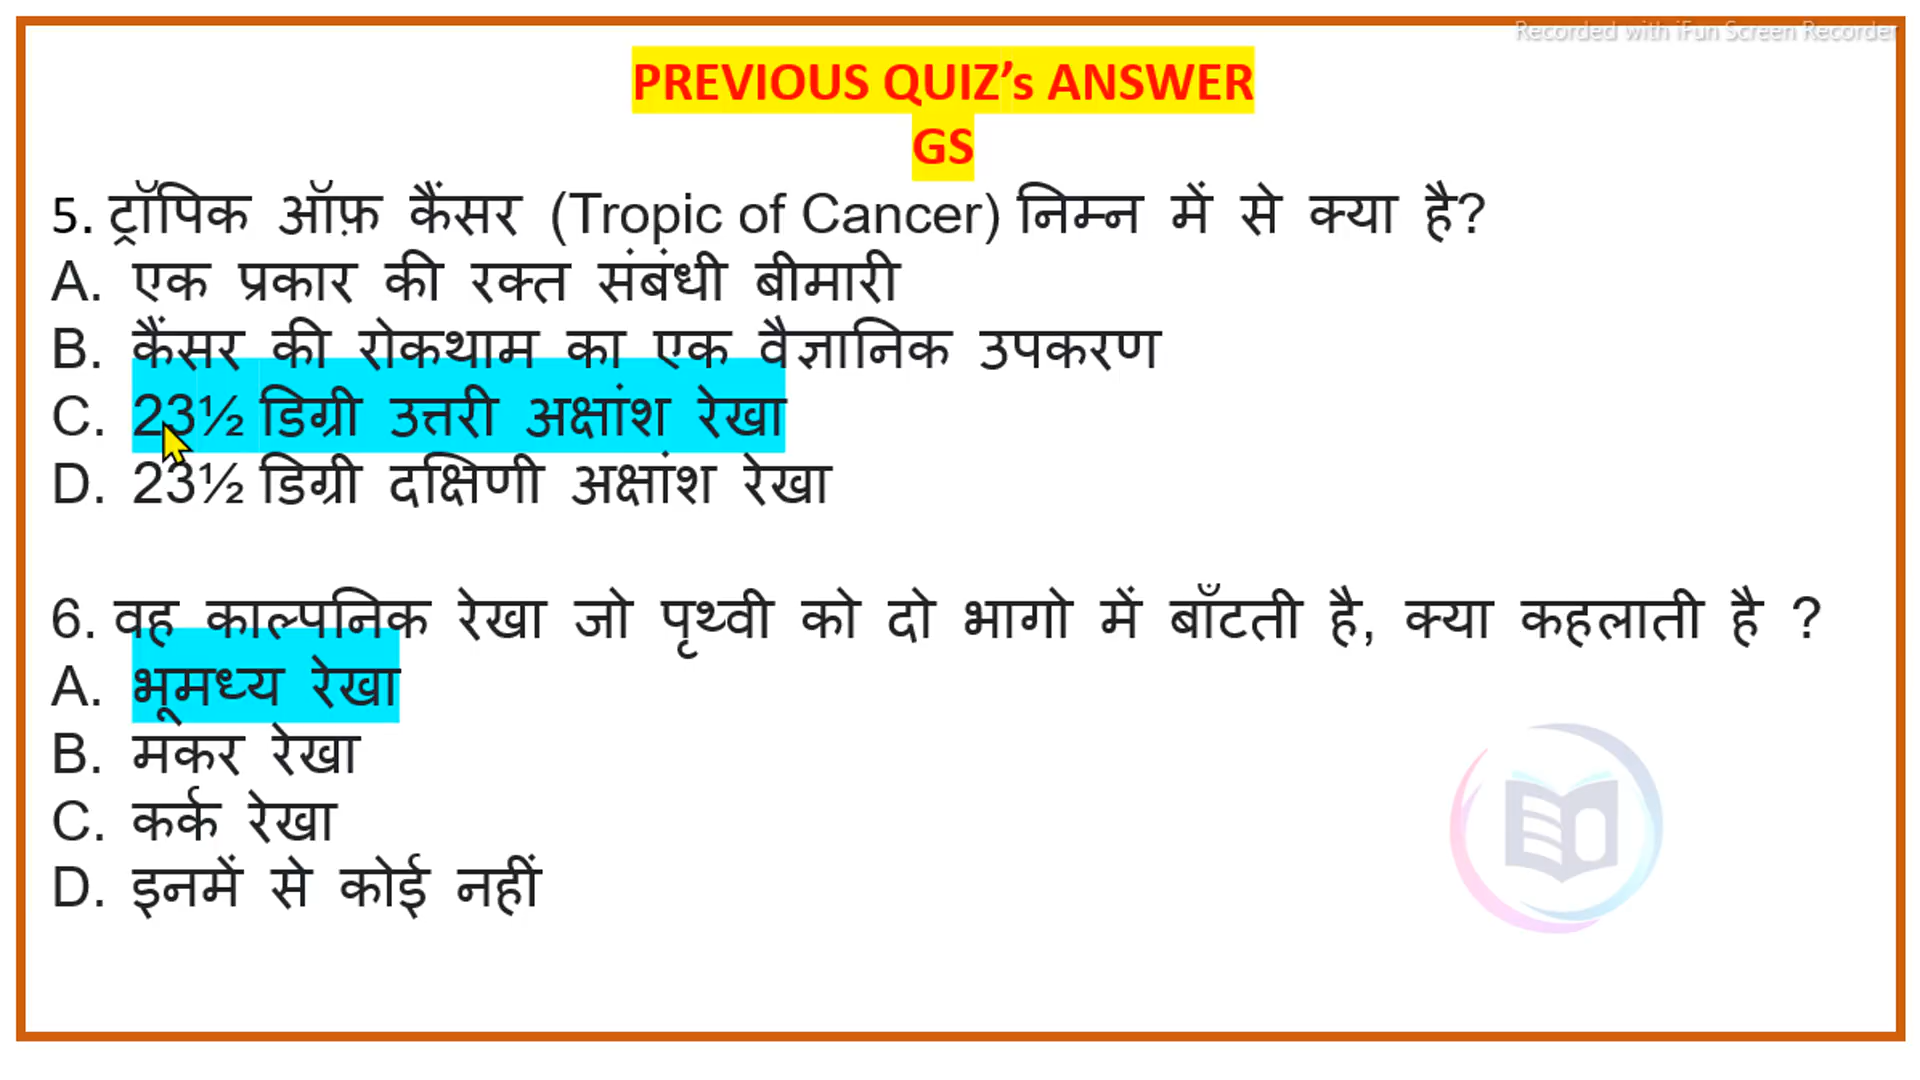 Recorded with iFun Screen Recorder
PREVIOUS QUIZ’s ANSWER
GS
5. ट्रॉपिक ऑफ़ कैंसर (Tropic of Cancer) निम्न में से क्या है?
A. एक प्रकार की रक्त संबंधी बीमारी
B. कैंसर की रोकथाम का एक वैज्ञानिक उपकरण
C. 23½ डिग्री उत्तरी अक्षांश रेखा
D. 23½ डिग्री दक्षिणी अक्षांश रेखा
6. वह काल्पनिक रेखा जो पृथ्वी को दो भागो में बाँटती है, क्या कहलाती है ?
A. भूमध्य रेखा
B. मकर रेखा
C. कर्क रेखा
D. इनमें से कोई नहीं